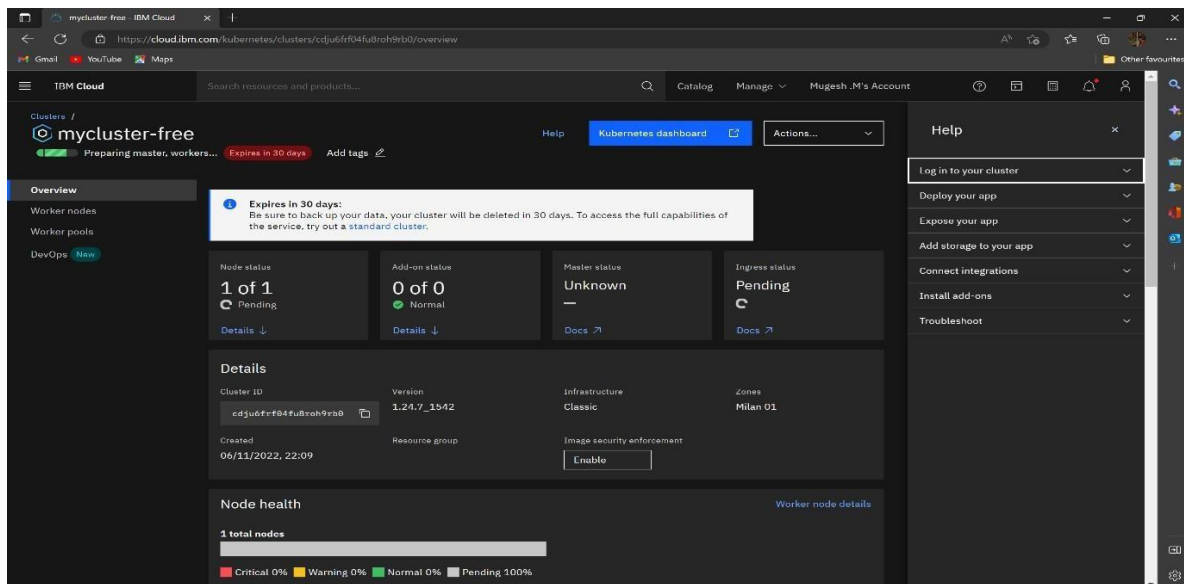 mycluster-free - IBM Cloud
https://cloud.ibm.com/kubernetes/clusters/cdju6frf04fu8roh9rb0/overview
Gmail YouTube Maps Other favourites
IBM Cloud Search resources and products... Catalog Manage Mugesh .M's Account
Clusters /
mycluster-free
Help Kubernetes dashboard Actions...
Preparing master, workers... Expires in 30 days Add tags
Overview
Worker nodes
Worker pools
DevOps New
Expires in 30 days:
Be sure to back up your data, your cluster will be deleted in 30 days. To access the full capabilities of
the service, try out a standard cluster.
Node status Add-on status Master status Ingress status
1 of 1 0 of 0 Unknown Pending
Pending Normal —
Details ↓ Details ↓ Docs ↗ Docs ↗
Details
Cluster ID Version Infrastructure Zones
cdju6frf04fu8roh9rb0 1.24.7_1542 Classic Milan 01
Created Resource group Image security enforcement
06/11/2022, 22:09 Enable
Node health Worker node details
1 total nodes
Critical 0% Warning 0% Normal 0% Pending 100%
Help
Log in to your cluster
Deploy your app
Expose your app
Add storage to your app
Connect integrations
Install add-ons
Troubleshoot